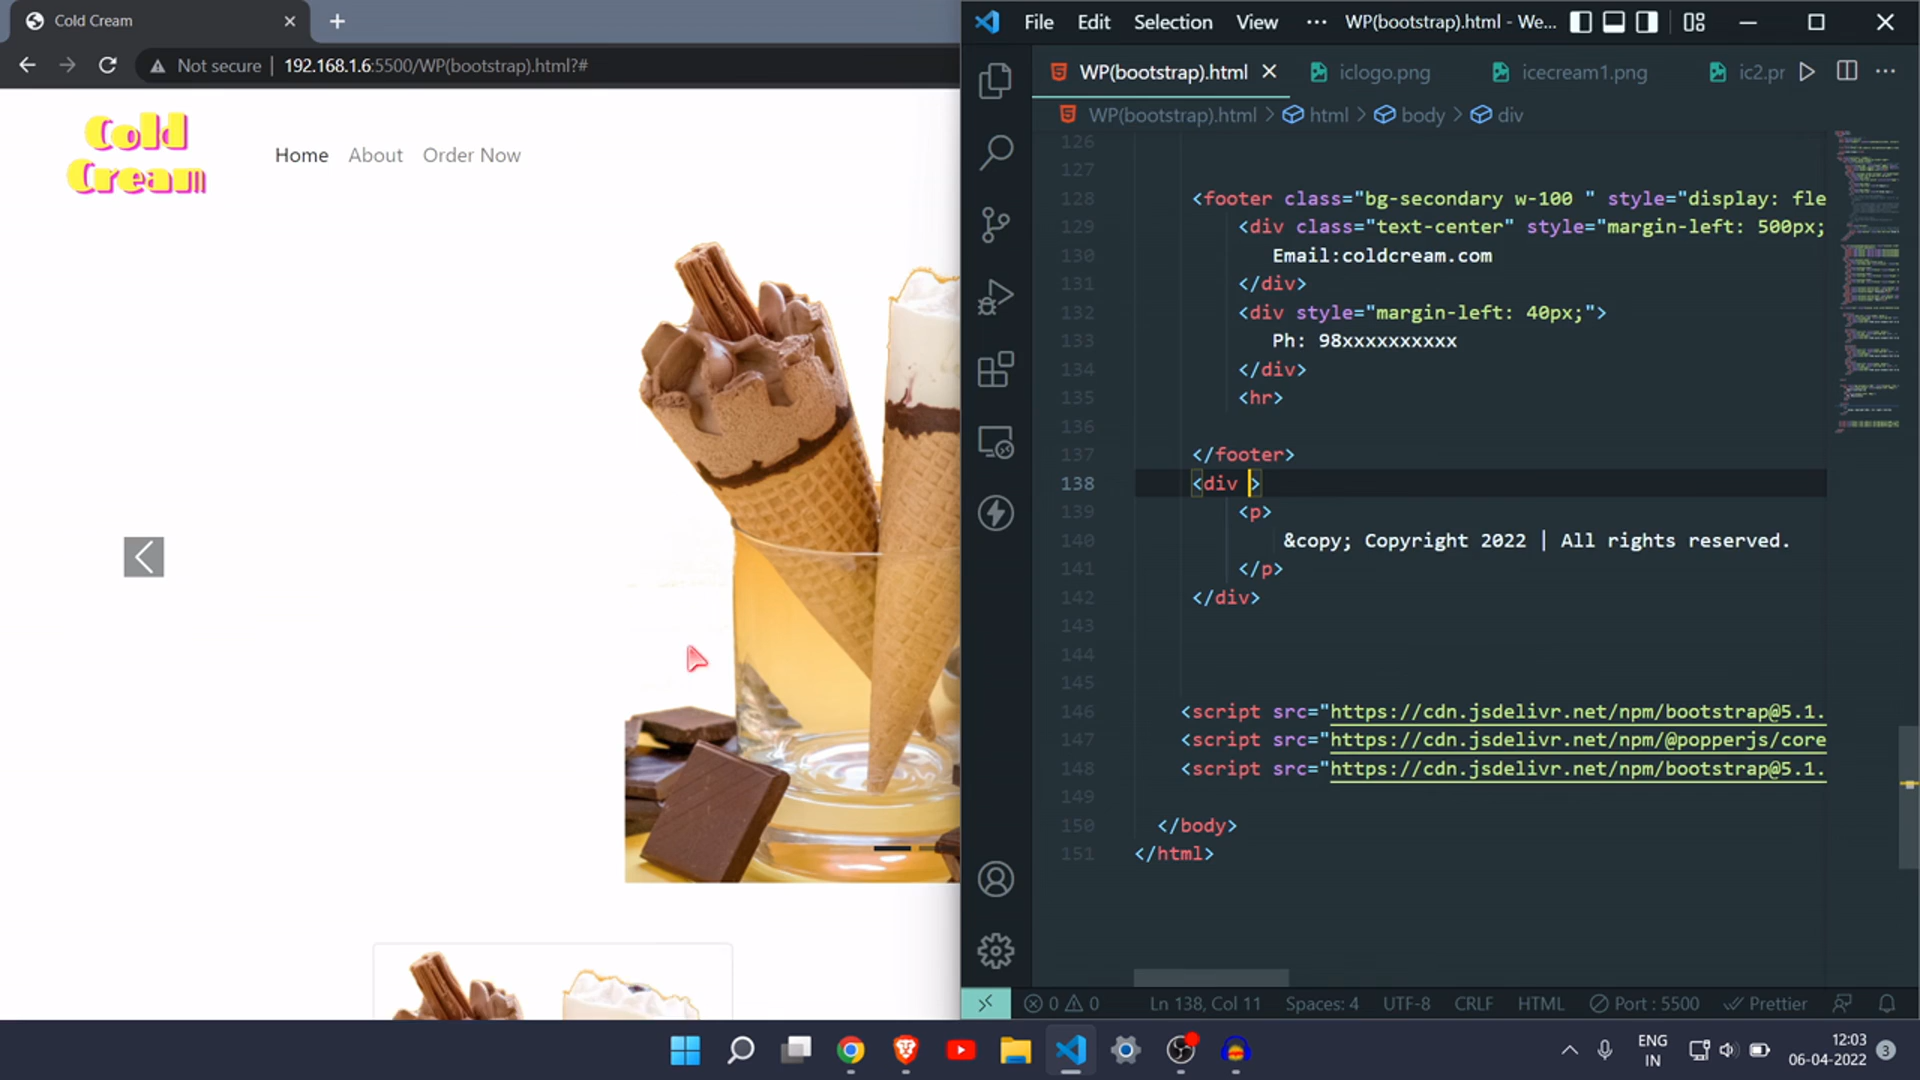 Cold Cream
Not secure | 192.168.1.6:5500/WP(bootstrap).html?#
Cold
Cream
Home About Order Now
File Edit Selection View ··· WP(bootstrap).html - We...
WP(bootstrap).html iclogo.png icecream1.png ic2.pr
WP(bootstrap).html > html > body > div
126
127
128 <footer class="bg-secondary w-100 " style="display: fle
129 <div class="text-center" style="margin-left: 500px;
130 Email:coldcream.com
131 </div>
132 <div style="margin-left: 40px;">
133 Ph: 98xxxxxxxxxx
134 </div>
135 <hr>
136
137 </footer>
138 <div >
139 <p>
140 &copy; Copyright 2022 | All rights reserved.
141 </p>
142 </div>
143
144
145
146 <script src="https://cdn.jsdelivr.net/npm/bootstrap@5.1.
147 <script src="https://cdn.jsdelivr.net/npm/@popperjs/core
148 <script src="https://cdn.jsdelivr.net/npm/bootstrap@5.1.
149
150 </body>
151 </html>
0 0 Ln 138, Col 11 Spaces: 4 UTF-8 CRLF HTML Port : 5500 Prettier
ENG
IN
12:03
06-04-2022
3